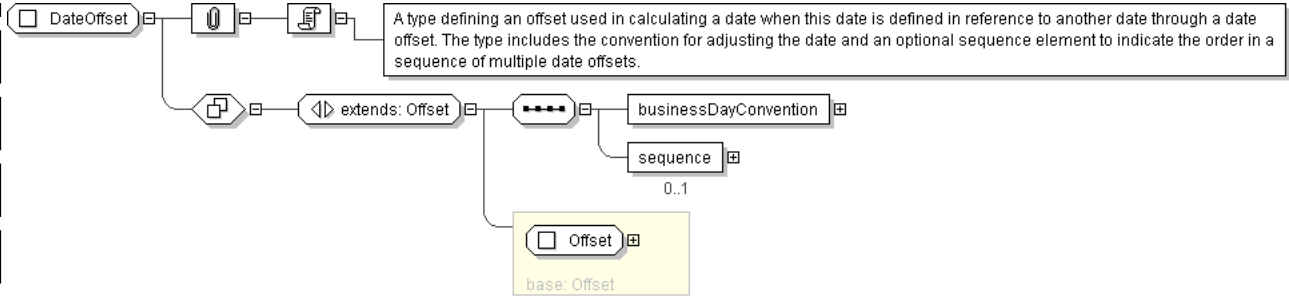 DateOffset
A type defining an offset used in calculating a date when this date is defined in reference to another date through a date
offset. The type includes the convention for adjusting the date and an optional sequence element to indicate the order in a
sequence of multiple date offsets.
extends: Offset
businessDayConvention
sequence
0..1
Offset
base: Offset